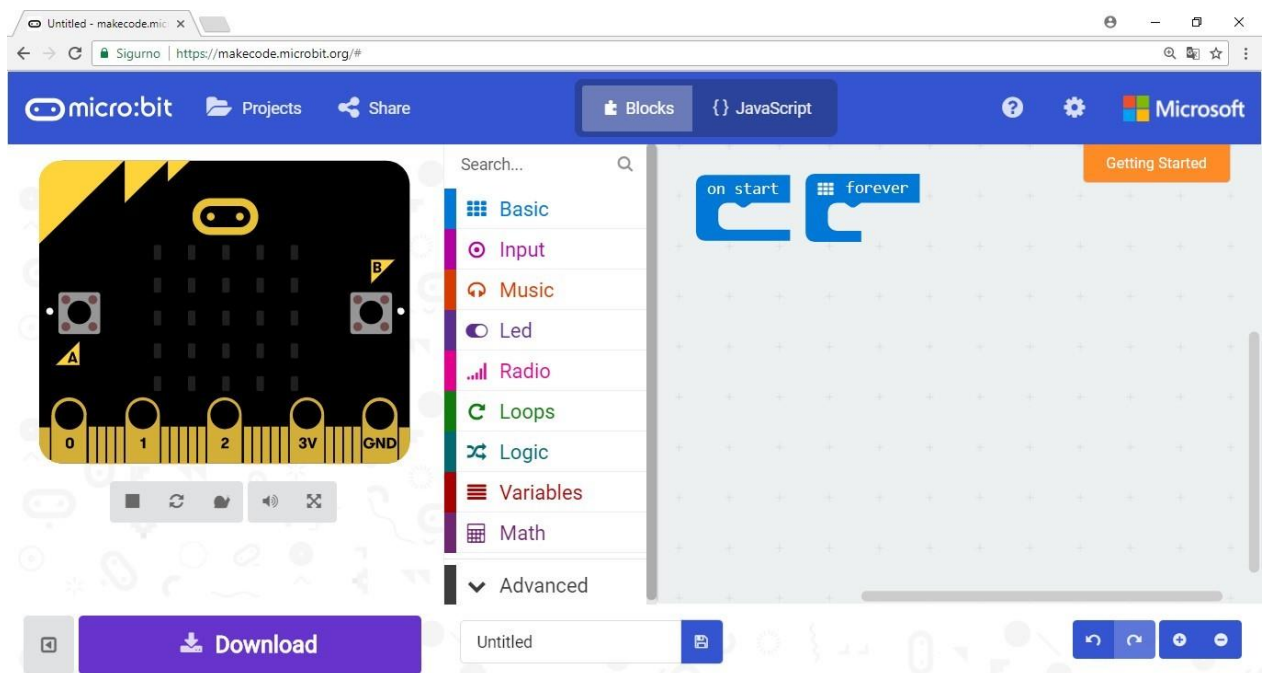 Untitled - makecode.mic
Sigurno | https://makecode.microbit.org/#
micro:bit Projects Share Blocks {} JavaScript ? Microsoft
Search...
Basic
Input
Music
Led
Radio
Loops
Logic
Variables
Math
Advanced
on start
forever
Getting Started
B
A
0 1 2 3V GND
Download
Untitled